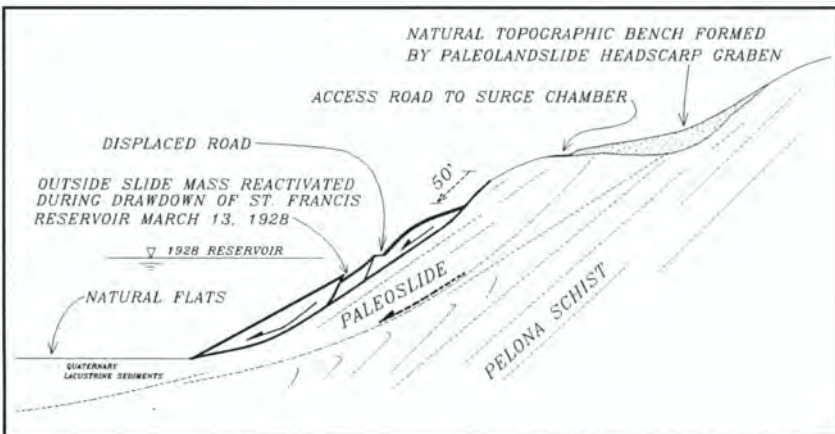 NATURAL TOPOGRAPHIC BENCH FORMED
BY PALEOLANDSLIDE HEADSCARP GRABEN
ACCESS ROAD TO SURGE CHAMBER
DISPLACED ROAD
50'
OUTSIDE SLIDE MASS REACTIVATED
DURING DRAWDOWN OF ST. FRANCIS
RESERVOIR MARCH 13, 1928
1928 RESERVOIR
PALEOSLIDE
NATURAL FLATS
PELONA SCHIST
QUATERNARY
LACUSTRINE SEDIMENTS